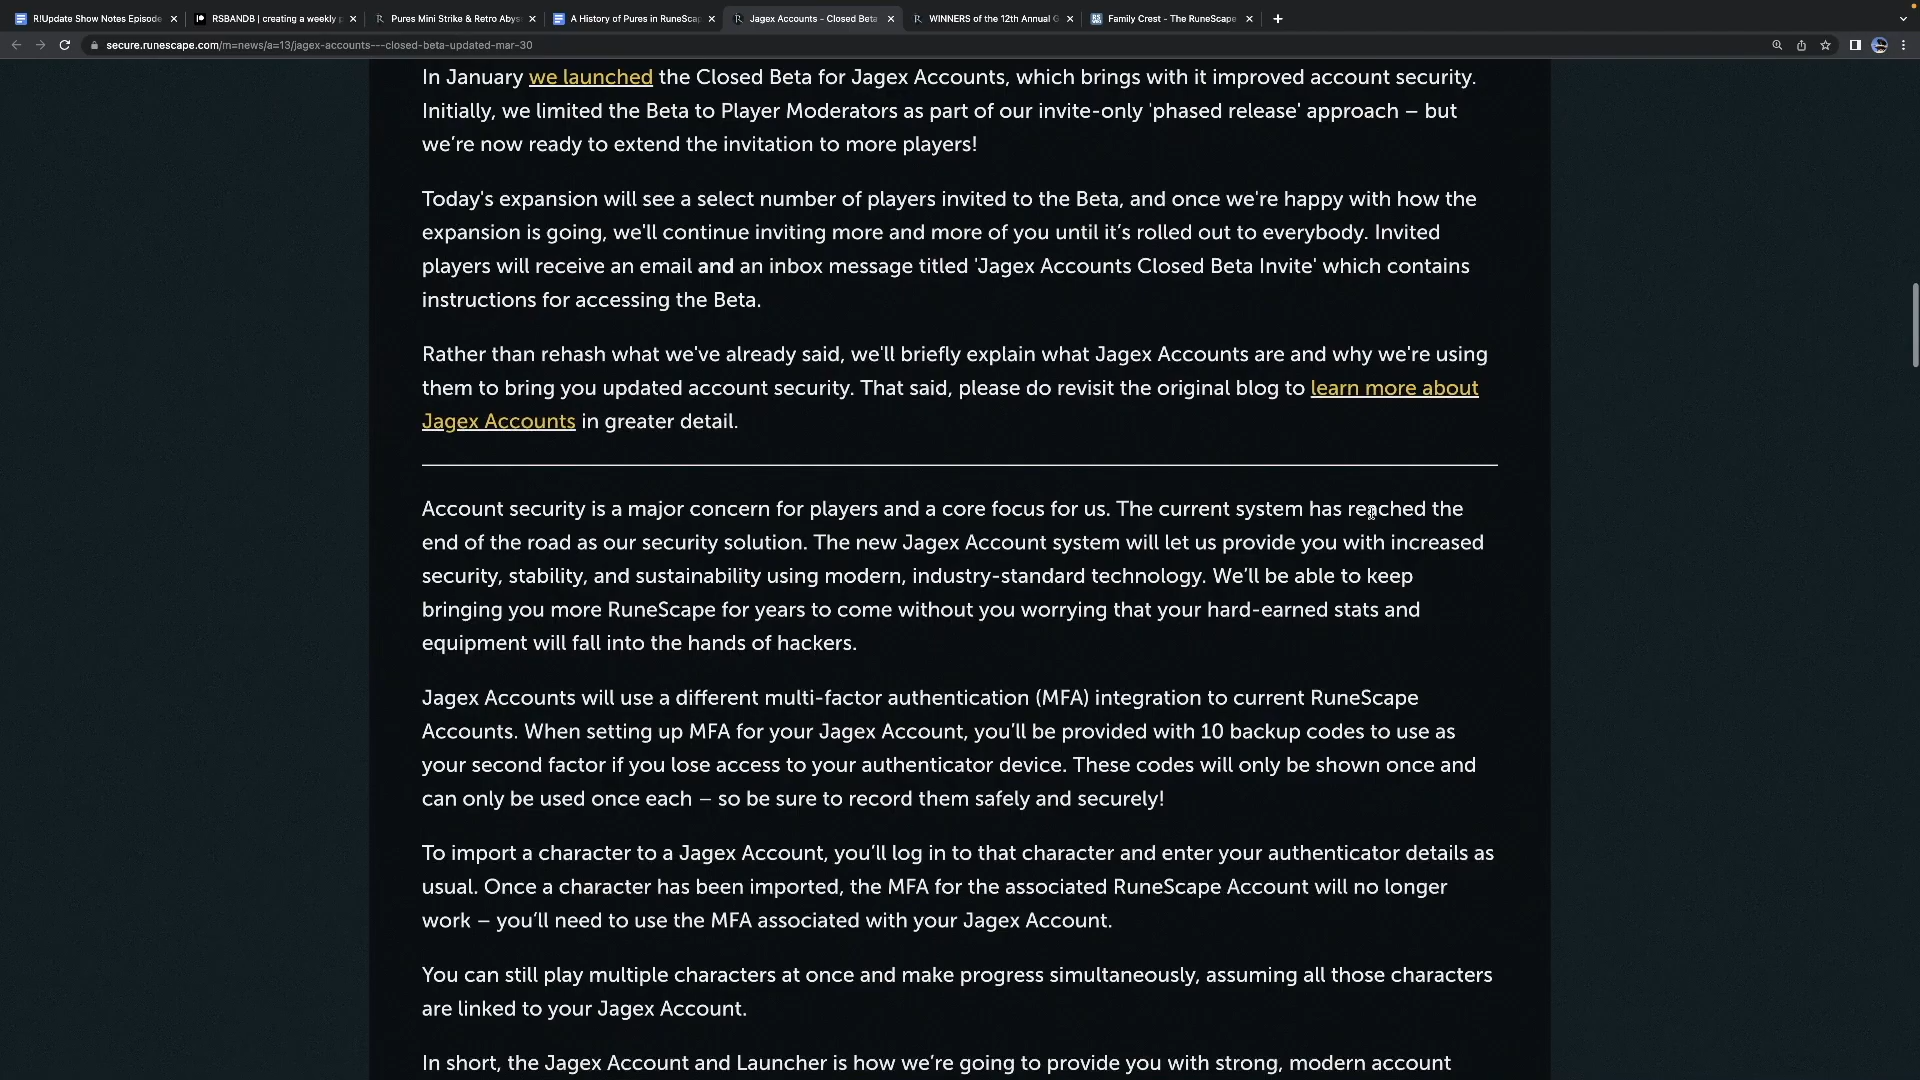 R!Update Show Notes Episode
RSBANDB | creating a weekly p
Pures Mini Strike & Retro Abys
A History of Pures in RuneScap
Jagex Accounts - Closed Beta
WINNERS of the 12th Annual G
Family Crest - The RuneScape
secure.runescape.com/m=news/a=13/jagex-accounts---closed-beta-updated-mar-30
In January we launched the Closed Beta for Jagex Accounts, which brings with it improved account security.
Initially, we limited the Beta to Player Moderators as part of our invite-only 'phased release' approach – but
we’re now ready to extend the invitation to more players!
Today's expansion will see a select number of players invited to the Beta, and once we're happy with how the
expansion is going, we'll continue inviting more and more of you until it’s rolled out to everybody. Invited
players will receive an email and an inbox message titled 'Jagex Accounts Closed Beta Invite' which contains
instructions for accessing the Beta.
Rather than rehash what we've already said, we'll briefly explain what Jagex Accounts are and why we're using
them to bring you updated account security. That said, please do revisit the original blog to learn more about
Jagex Accounts in greater detail.
Account security is a major concern for players and a core focus for us. The current system has reached the
end of the road as our security solution. The new Jagex Account system will let us provide you with increased
security, stability, and sustainability using modern, industry-standard technology. We’ll be able to keep
bringing you more RuneScape for years to come without you worrying that your hard-earned stats and
equipment will fall into the hands of hackers.
Jagex Accounts will use a different multi-factor authentication (MFA) integration to current RuneScape
Accounts. When setting up MFA for your Jagex Account, you’ll be provided with 10 backup codes to use as
your second factor if you lose access to your authenticator device. These codes will only be shown once and
can only be used once each – so be sure to record them safely and securely!
To import a character to a Jagex Account, you’ll log in to that character and enter your authenticator details as
usual. Once a character has been imported, the MFA for the associated RuneScape Account will no longer
work – you’ll need to use the MFA associated with your Jagex Account.
You can still play multiple characters at once and make progress simultaneously, assuming all those characters
are linked to your Jagex Account.
In short, the Jagex Account and Launcher is how we’re going to provide you with strong, modern account